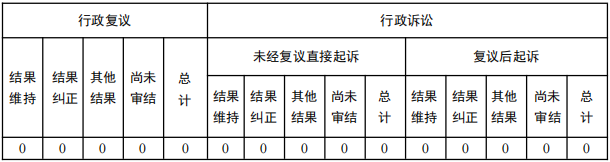 行政复议 行政诉讼
未经复议直接起诉 复议后起诉
结果维持 结果纠正 其他结果 尚未审结 总计 结果维持 结果纠正 其他结果 尚未审结 总计 结果维持 结果纠正 其他结果 尚未审结 总计
0 0 0 0 0 0 0 0 0 0 0 0 0 0 0